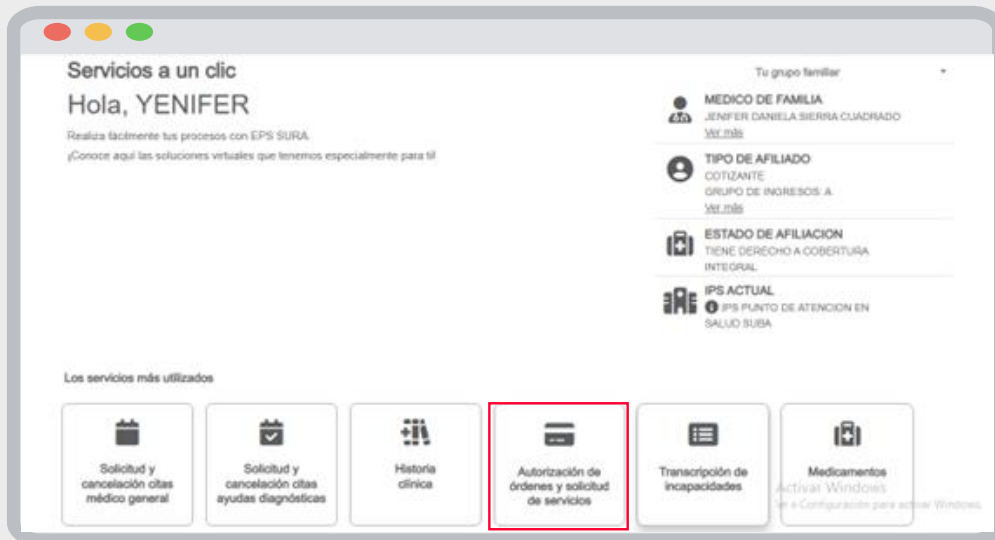 Servicios a un clic
Hola, YENIFER
Realiza fácilmente tus procesos con EPS SURA.
¡Conoce aquí las soluciones virtuales que tenemos especialmente para ti!
Tu grupo familiar
MEDICO DE FAMILIA
JENIFER DANIELA SIERRA CUADRADO
Ver más
TIPO DE AFILIADO
COTIZANTE
GRUPO DE INGRESOS: A
Ver más
ESTADO DE AFILIACION
TIENE DERECHO A COBERTURA
INTEGRAL
IPS ACTUAL
IPS PUNTO DE ATENCION EN
SALUD SUBA
Los servicios más utilizados
Solicitud y
cancelación citas
médico general
Solicitud y
cancelación citas
ayudas diagnósticas
Historia
clínica
Autorización de
órdenes y solicitud
de servicios
Transcripción de
incapacidades
Medicamentos
Activar Windows
Ir a Configuración para activar Windows.